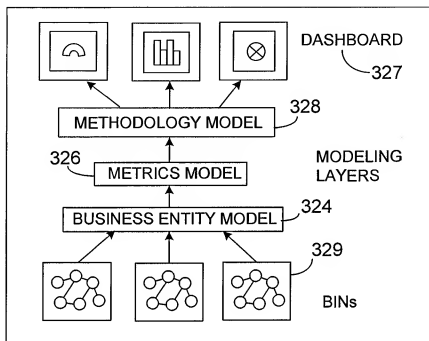 DASHBOARD
327
328
METHODOLOGY MODEL
326
METRICS MODEL
MODELING
LAYERS
324
BUSINESS ENTITY MODEL
329
BINs